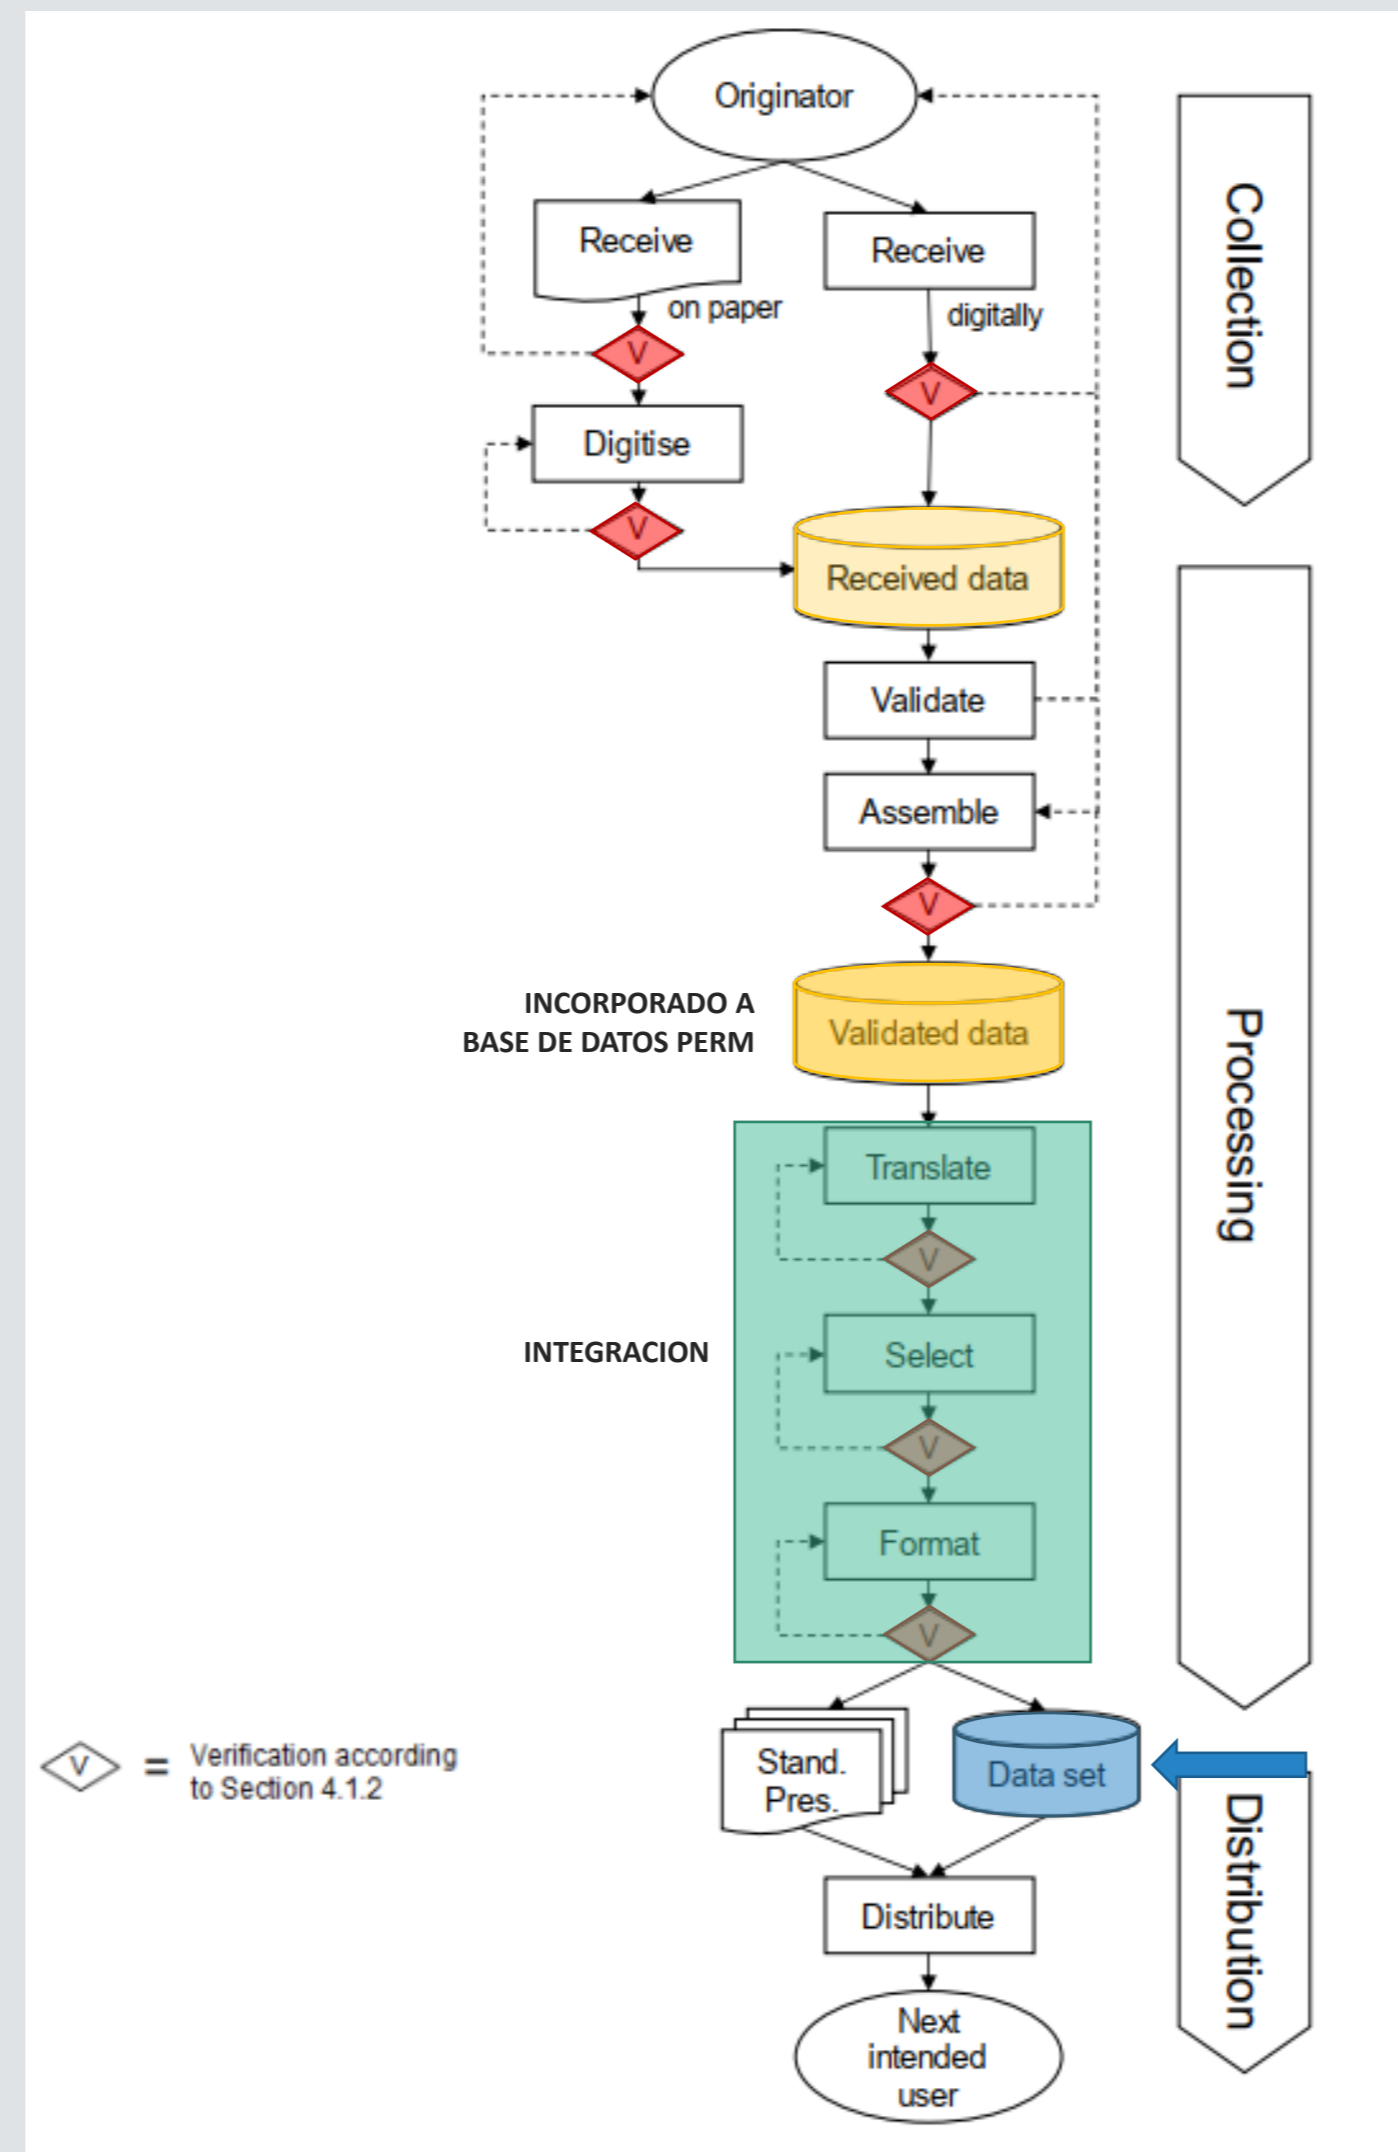 Originator
Receive
on paper
Receive
digitally
V
V
Digitise
V
Received data
Validate
Assemble
V
INCORPORADO A
BASE DE DATOS PERM
Validated data
Translate
V
INTEGRACION
Select
V
Format
V
Stand.
Pres.
Data set
Distribute
Next
intended
user
V = Verification according
to Section 4.1.2
Collection
Processing
Distribution